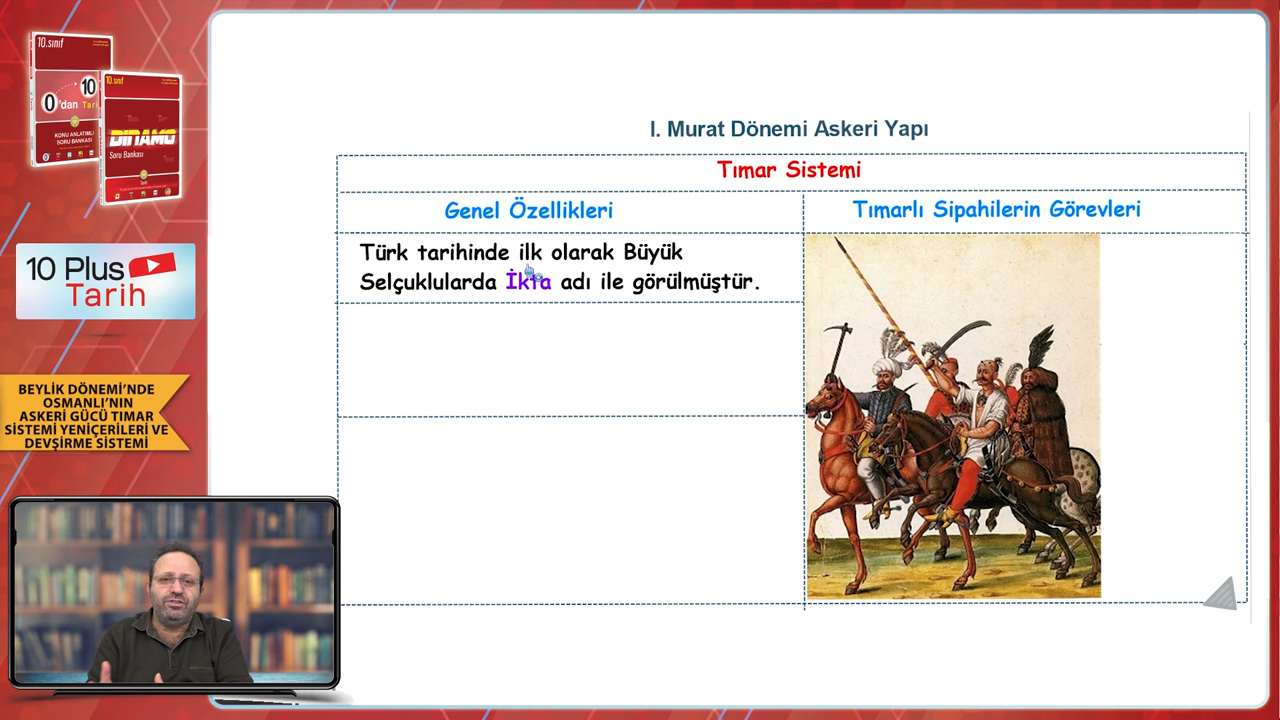 10.sınıf
0'dan 10
Tarih
KONU ANLATIMLI
SORU BANKASI
10.sınıf
DİNAMO
Soru Bankası
Tarih
10 Plus
Tarih
BEYLİK DÖNEMİ'NDE
OSMANLI'NIN
ASKERİ GÜCÜ TIMAR
SİSTEMİ YENİÇERİLERİ VE
DEVŞİRME SİSTEMİ
I. Murat Dönemi Askeri Yapı
Tımar Sistemi
Genel Özellikleri
Tımarlı Sipahilerin Görevleri
Türk tarihinde ilk olarak Büyük
Selçuklularda İkta adı ile görülmüştür.